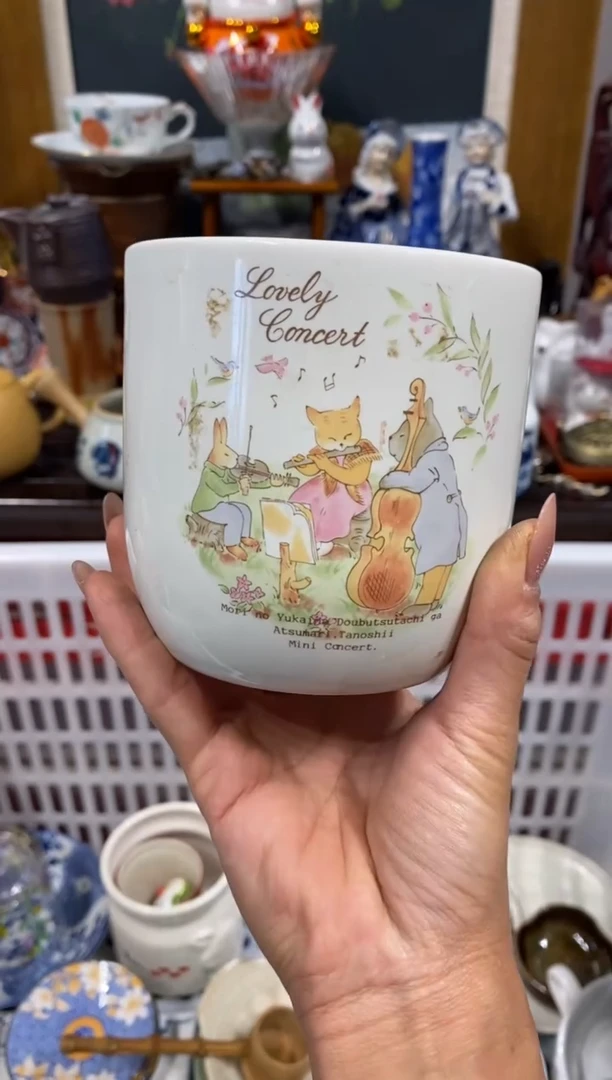 Lovely
Concert
Mori no Yukaina Doubutsutachi ga
Atsumari.Tanoshii
Mini Concert.